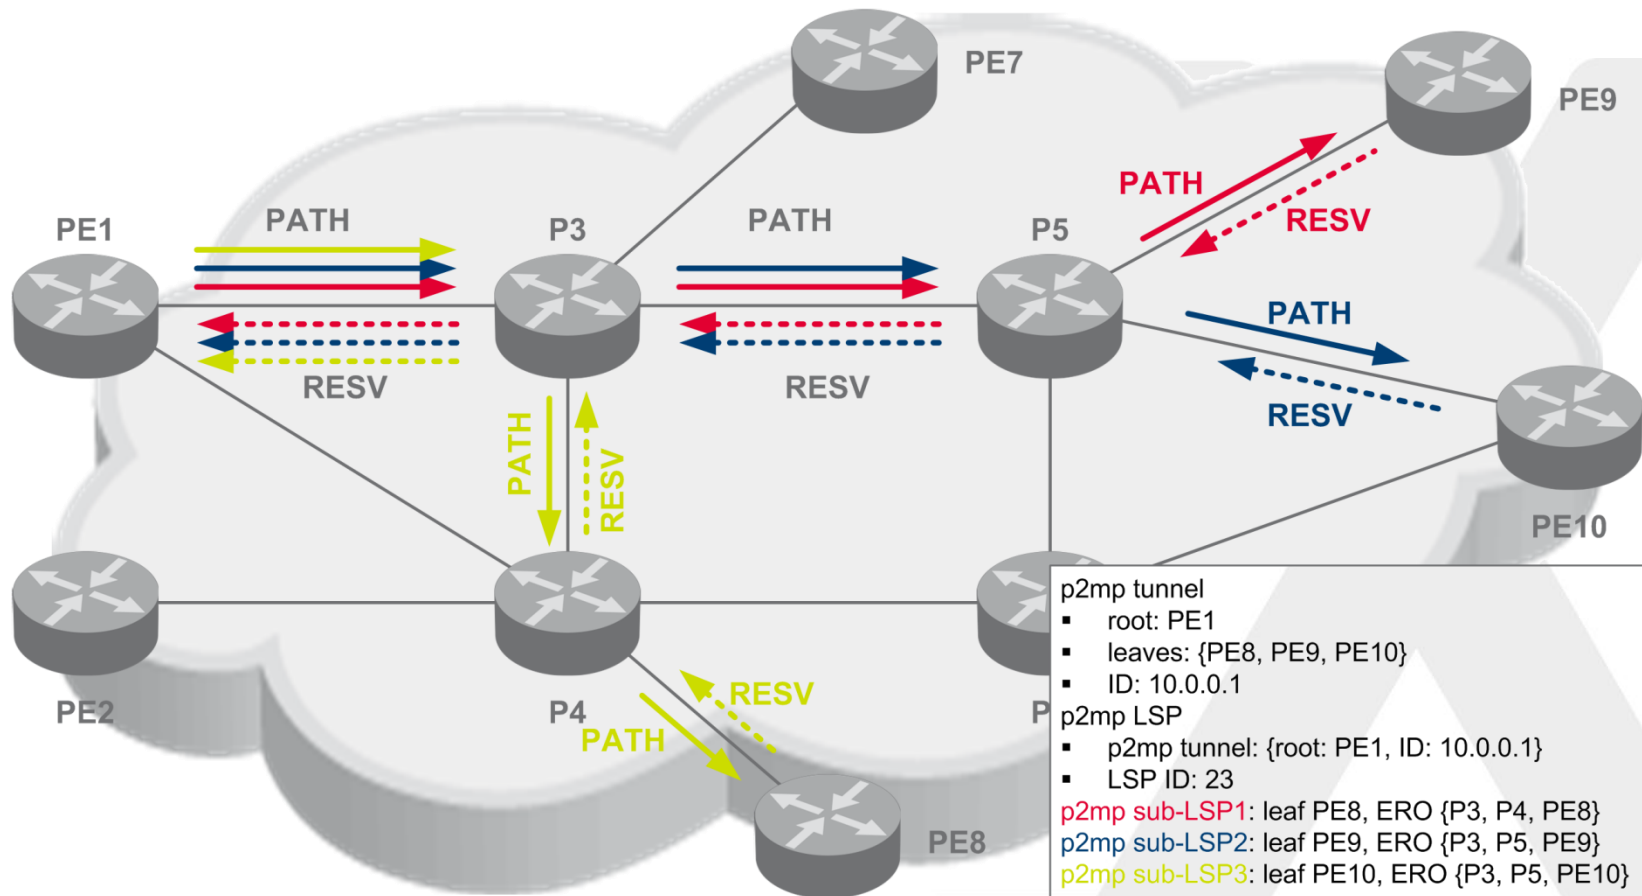 PE7
PE9
PATH
RESV
PE1
PATH
P3
PATH
P5
RESV
RESV
PATH
RESV
PATH
RESV
PE10
PE2
P4
RESV
PATH
PE8
P
p2mp tunnel
▪ root: PE1
▪ leaves: {PE8, PE9, PE10}
▪ ID: 10.0.0.1
p2mp LSP
▪ p2mp tunnel: {root: PE1, ID: 10.0.0.1}
▪ LSP ID: 23
p2mp sub-LSP1: leaf PE8, ERO {P3, P4, PE8}
p2mp sub-LSP2: leaf PE9, ERO {P3, P5, PE9}
p2mp sub-LSP3: leaf PE10, ERO {P3, P5, PE10}